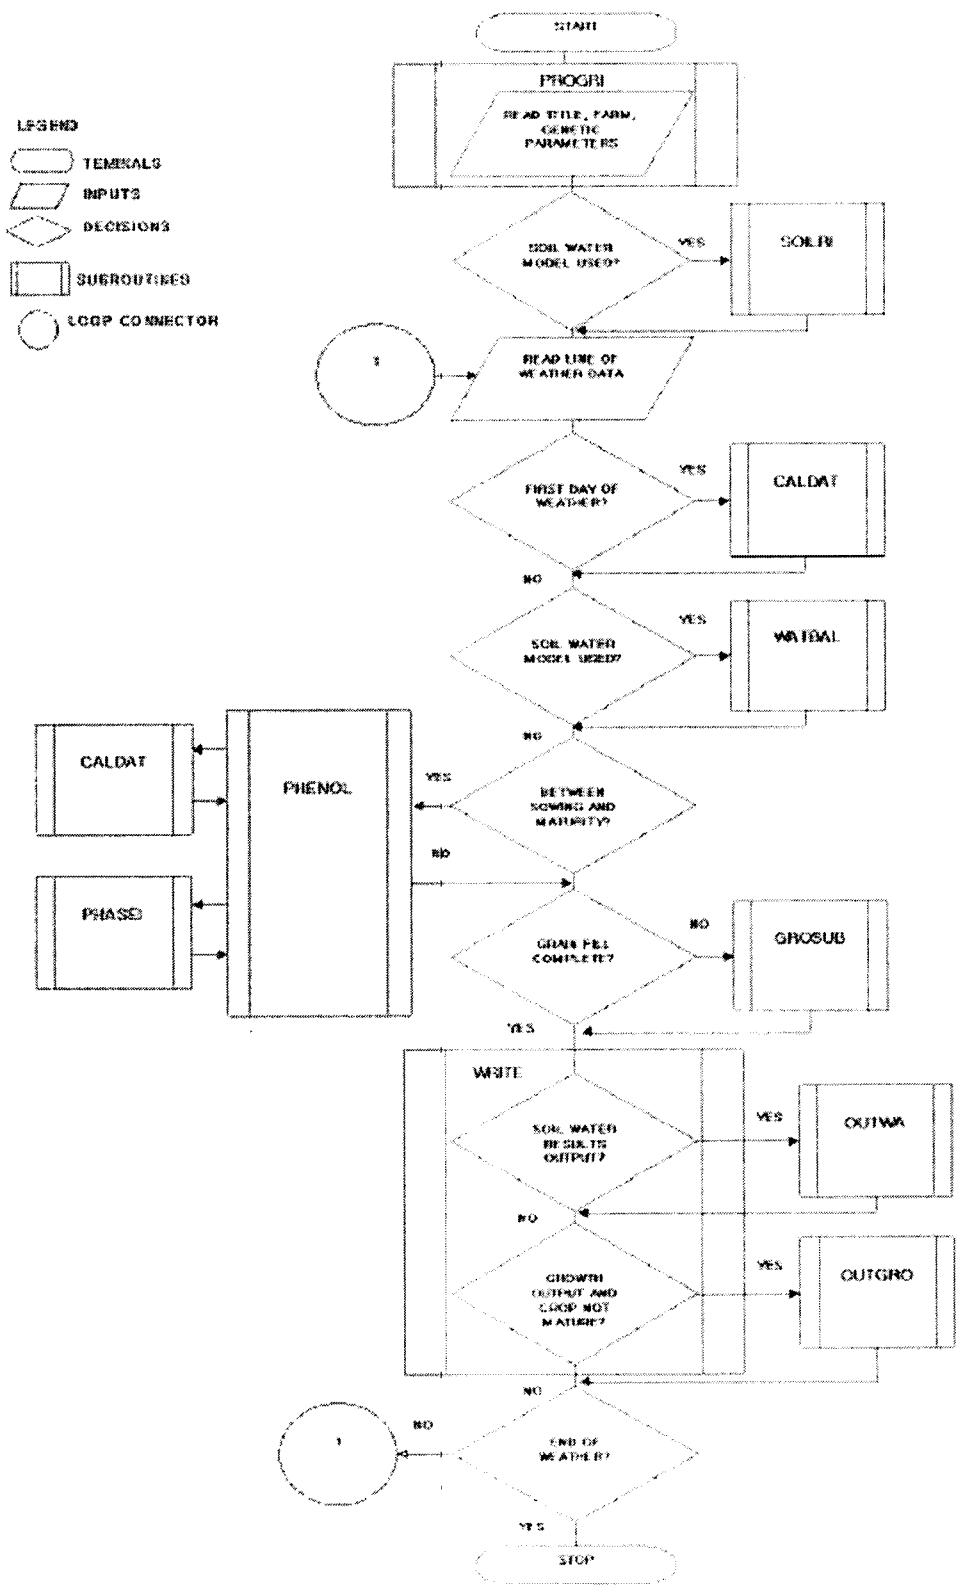 START
PROGRI
READ TITLE, FARM,
GENETIC
PARAMETERS
LEGEND
TEMINALS
INPUTS
DECISIONS
SUBROUTINES
LOOP CONNECTOR
SOIL WATER
MODEL USED?
YES
SOILRI
1
READ LINE OF
WEATHER DATA
FIRST DAY OF
WEATHER?
YES
CALDAT
NO
SOIL WATER
MODEL USED?
YES
WATBAL
NO
CALDAT
PHENOL
YES
BETWEEN
SOWING AND
MATURITY?
NO
PHASEI
GRAIN FILL
COMPLETE?
NO
GROSUB
YES
WRITE
SOIL WATER
RESULTS
OUTPUT?
YES
OUTWA
NO
GROWTH
OUTPUT AND
CROP NOT
MATURE?
YES
OUTGRO
NO
NO
1
END OF
WEATHER?
YES
STOP